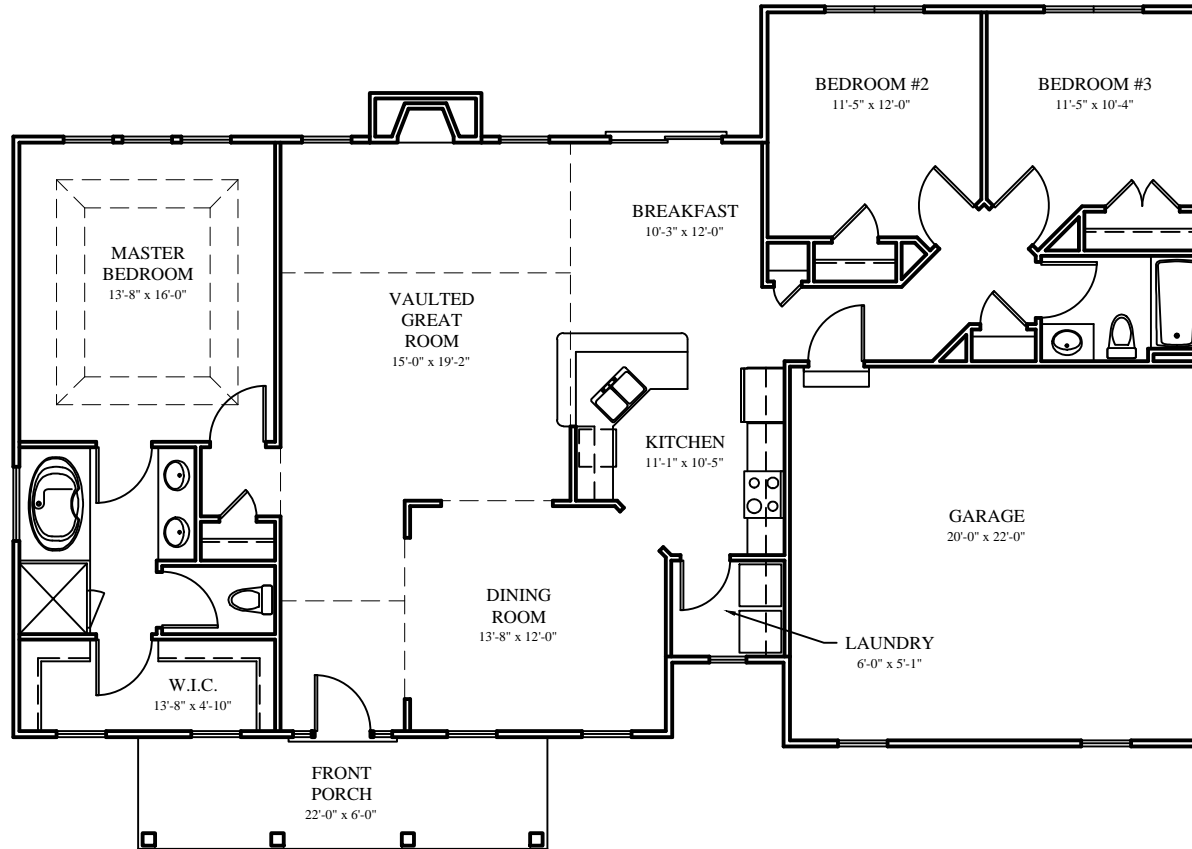 BEDROOM #2
11'-5" x 12'-0"
BEDROOM #3
11'-5" x 10'-4"
MASTER
BEDROOM
13'-8" x 16'-0"
BREAKFAST
10'-3" x 12'-0"
VAULTED
GREAT
ROOM
15'-0" x 19'-2"
KITCHEN
11'-1" x 10'-5"
GARAGE
20'-0" x 22'-0"
DINING
ROOM
13'-8" x 12'-0"
LAUNDRY
6'-0" x 5'-1"
W.I.C.
13'-8" x 4'-10"
FRONT
PORCH
22'-0" x 6'-0"